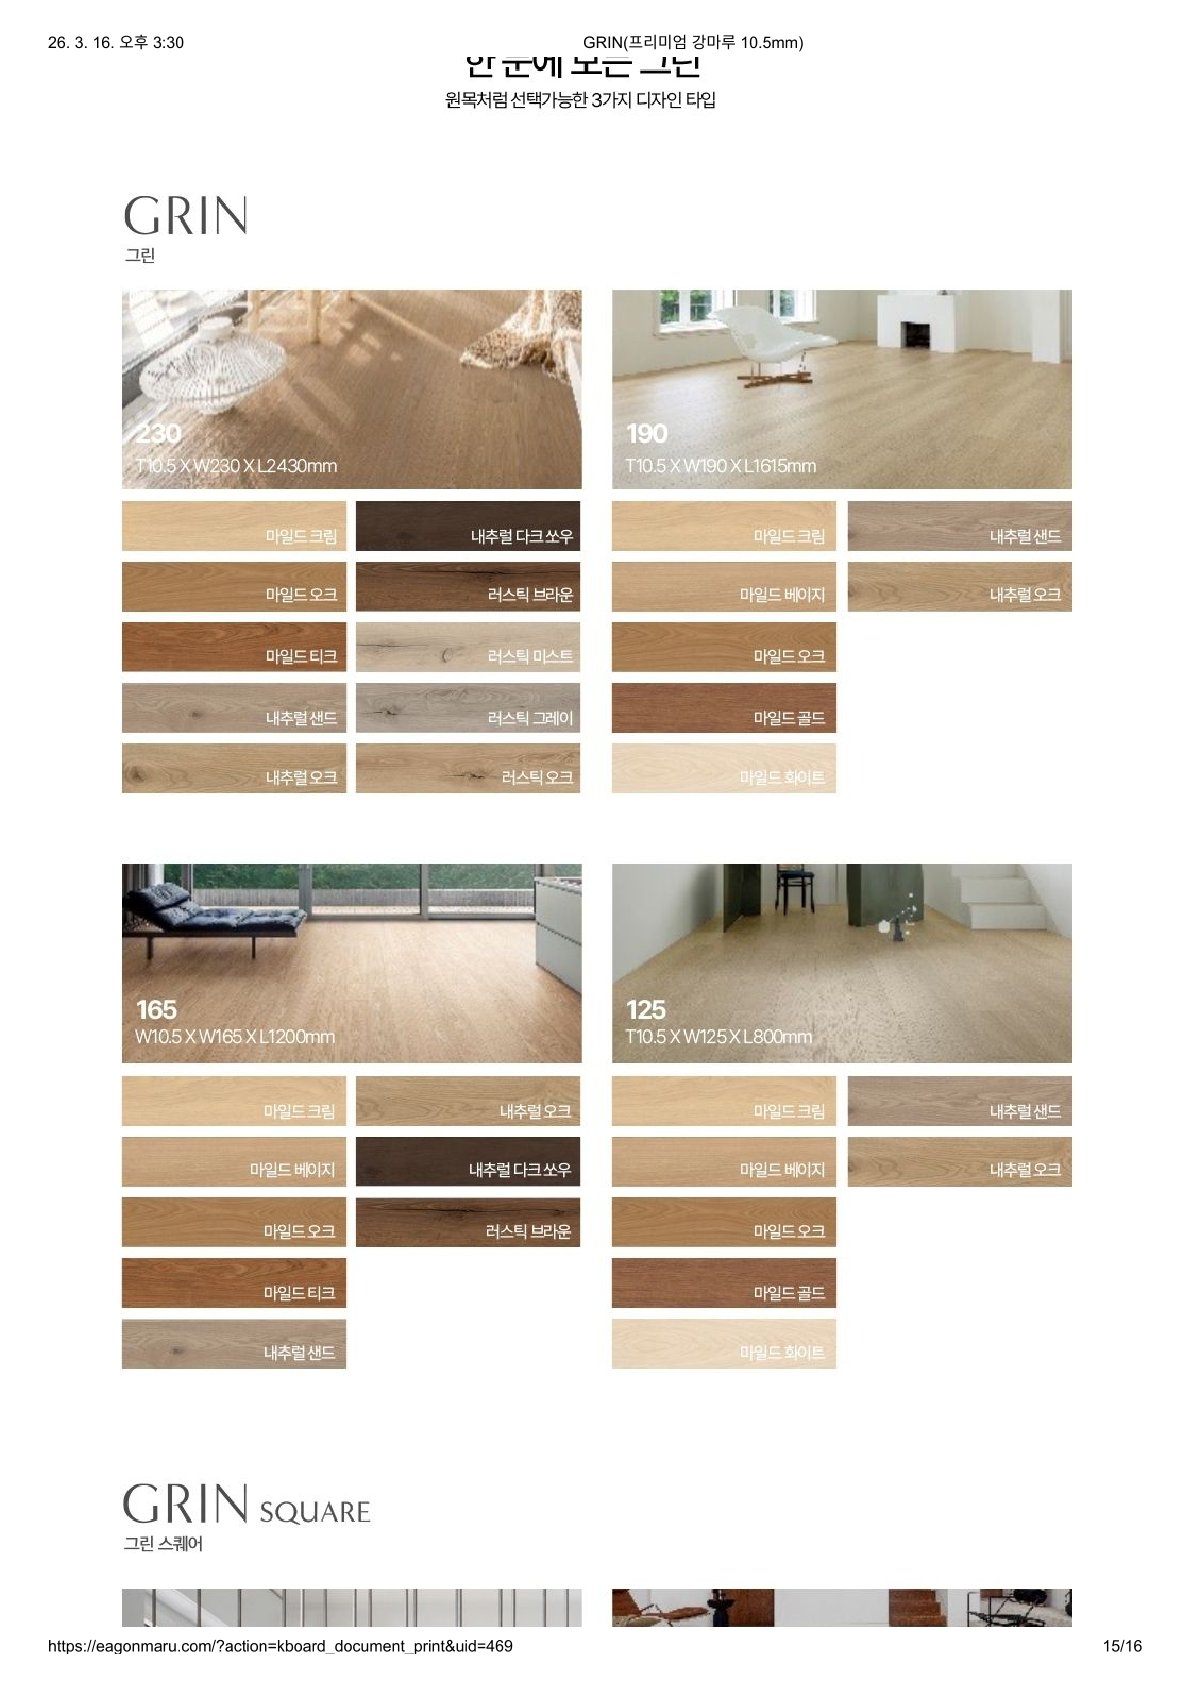 26. 3. 16. 오후 3:30
GRIN(프리미엄 강마루 10.5mm)
한 눈에 보는 그린
원목처럼 선택가능한 3가지 디자인 타입
GRIN
그린
230
T10.5 X W230 X L2430mm
마일드 크림
내추럴 다크 쏘우
마일드 오크
러스틱 브라운
마일드 티크
러스틱 미스트
내추럴 샌드
러스틱 그레이
내추럴 오크
러스틱 오크
190
T10.5 X W190 X L1615mm
마일드 크림
내추럴 샌드
마일드 베이지
내추럴 오크
마일드 오크
마일드 골드
마일드 화이트
165
W10.5 X W165 X L1200mm
마일드 크림
내추럴 오크
마일드 베이지
내추럴 다크 쏘우
마일드 오크
러스틱 브라운
마일드 티크
내추럴 샌드
125
T10.5 X W125 X L800mm
마일드 크림
내추럴 샌드
마일드 베이지
내추럴 오크
마일드 오크
마일드 골드
마일드 화이트
GRIN SQUARE
그린 스퀘어
https://eagonmaru.com/?action=kboard_document_print&uid=469
15/16